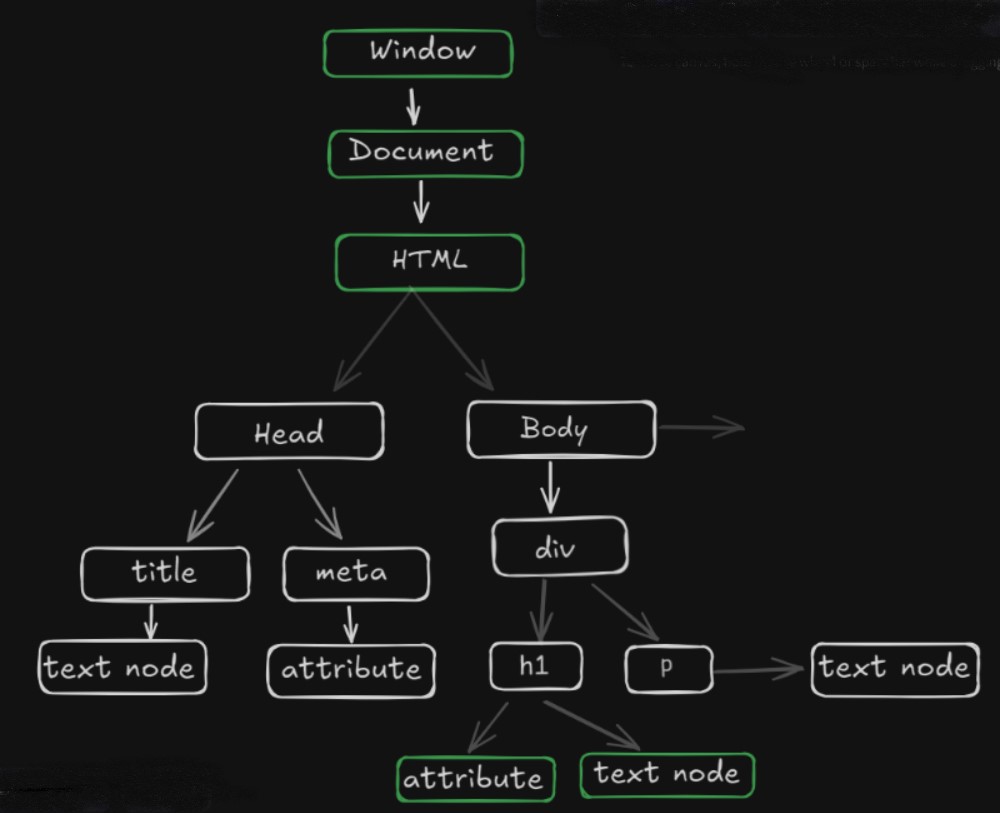 Window
Document
HTML
Head
Body
div
title
meta
text node
attribute
h1
p
text node
attribute
text node